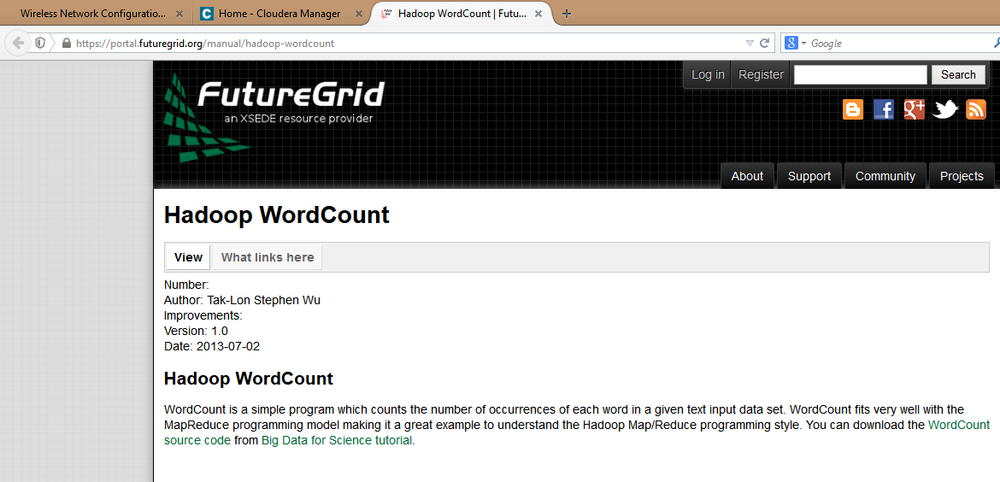 Wireless Network Configuratio...
Home - Cloudera Manager
Hadoop WordCount | Futu...
https://portal.futuregrid.org/manual/hadoop-wordcount
Google
Log in
Register
Search
FutureGrid
an XSEDE resource provider
About
Support
Community
Projects
Hadoop WordCount
View
What links here
Number:
Author: Tak-Lon Stephen Wu
Improvements:
Version: 1.0
Date: 2013-07-02
Hadoop WordCount
WordCount is a simple program which counts the number of occurrences of each word in a given text input data set. WordCount fits very well with the
MapReduce programming model making it a great example to understand the Hadoop Map/Reduce programming style. You can download the WordCount
source code from Big Data for Science tutorial.